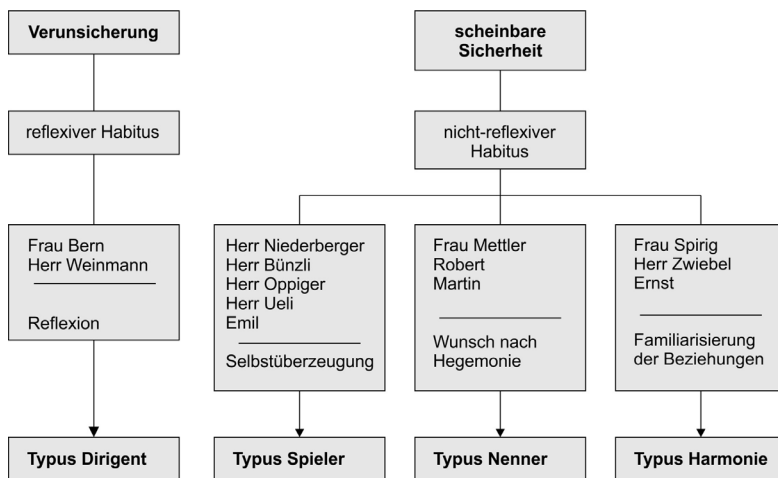 Verunsicherung
reflexiver Habitus
Frau Bern
Herr Weinmann
Reflexion
Typus Dirigent
scheinbare
Sicherheit
nicht-reflexiver
Habitus
Herr Niederberger
Herr Bünzli
Herr Oppiger
Herr Ueli
Emil
Selbstüberzeugung
Typus Spieler
Frau Mettler
Robert
Martin
Wunsch nach
Hegemonie
Typus Nenner
Frau Spirig
Herr Zwiebel
Ernst
Familiarisierung
der Beziehungen
Typus Harmonie